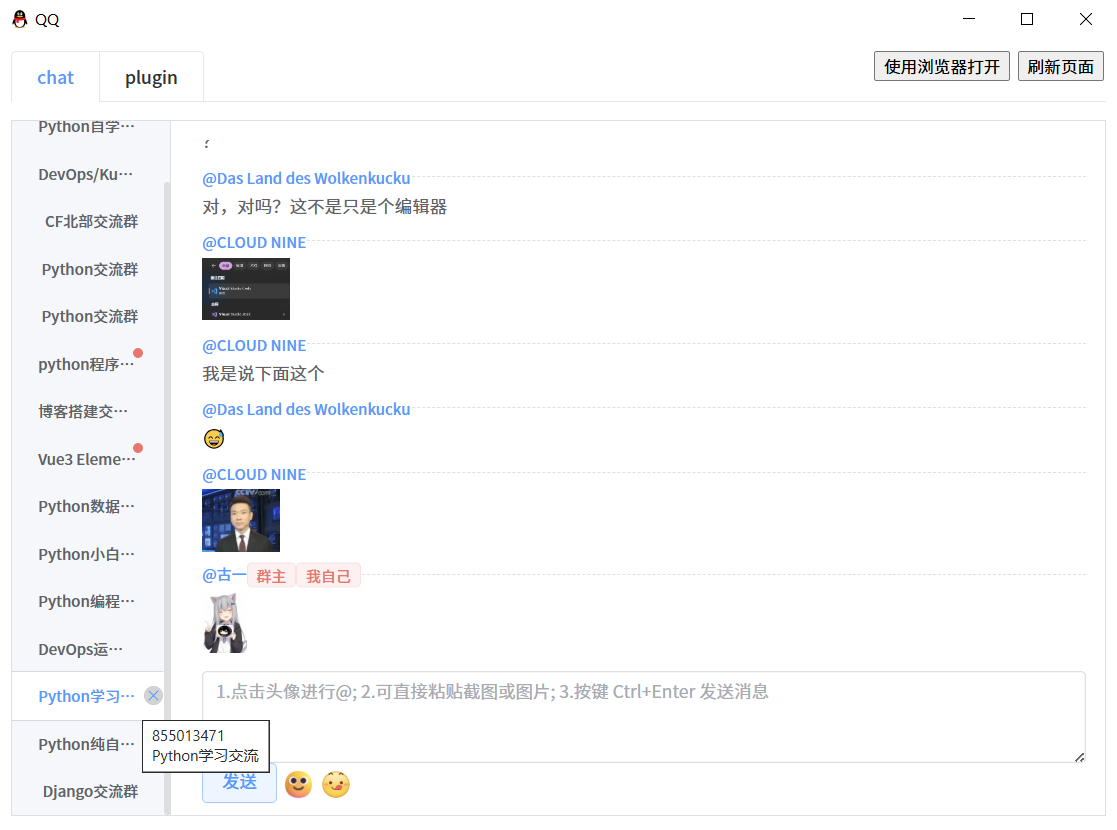 QQ
chat
plugin
使用浏览器打开
刷新页面
Python自学…
DevOps/Ku…
CF北部交流群
Python交流群
Python交流群
python程序…
博客搭建交…
Vue3 Eleme…
Python数据…
Python小白…
Python编程…
DevOps运…
Python学习…
Python纯自…
Django交流群
855013471
Python学习交流
@Das Land des Wolkenkucku
对，对吗？这不是只是个编辑器
@CLOUD NINE
@CLOUD NINE
我是说下面这个
@Das Land des Wolkenkucku
@CLOUD NINE
CCTV.com
@古一 群主 我自己
1.点击头像进行@; 2.可直接粘贴截图或图片; 3.按键 Ctrl+Enter 发送消息
发送